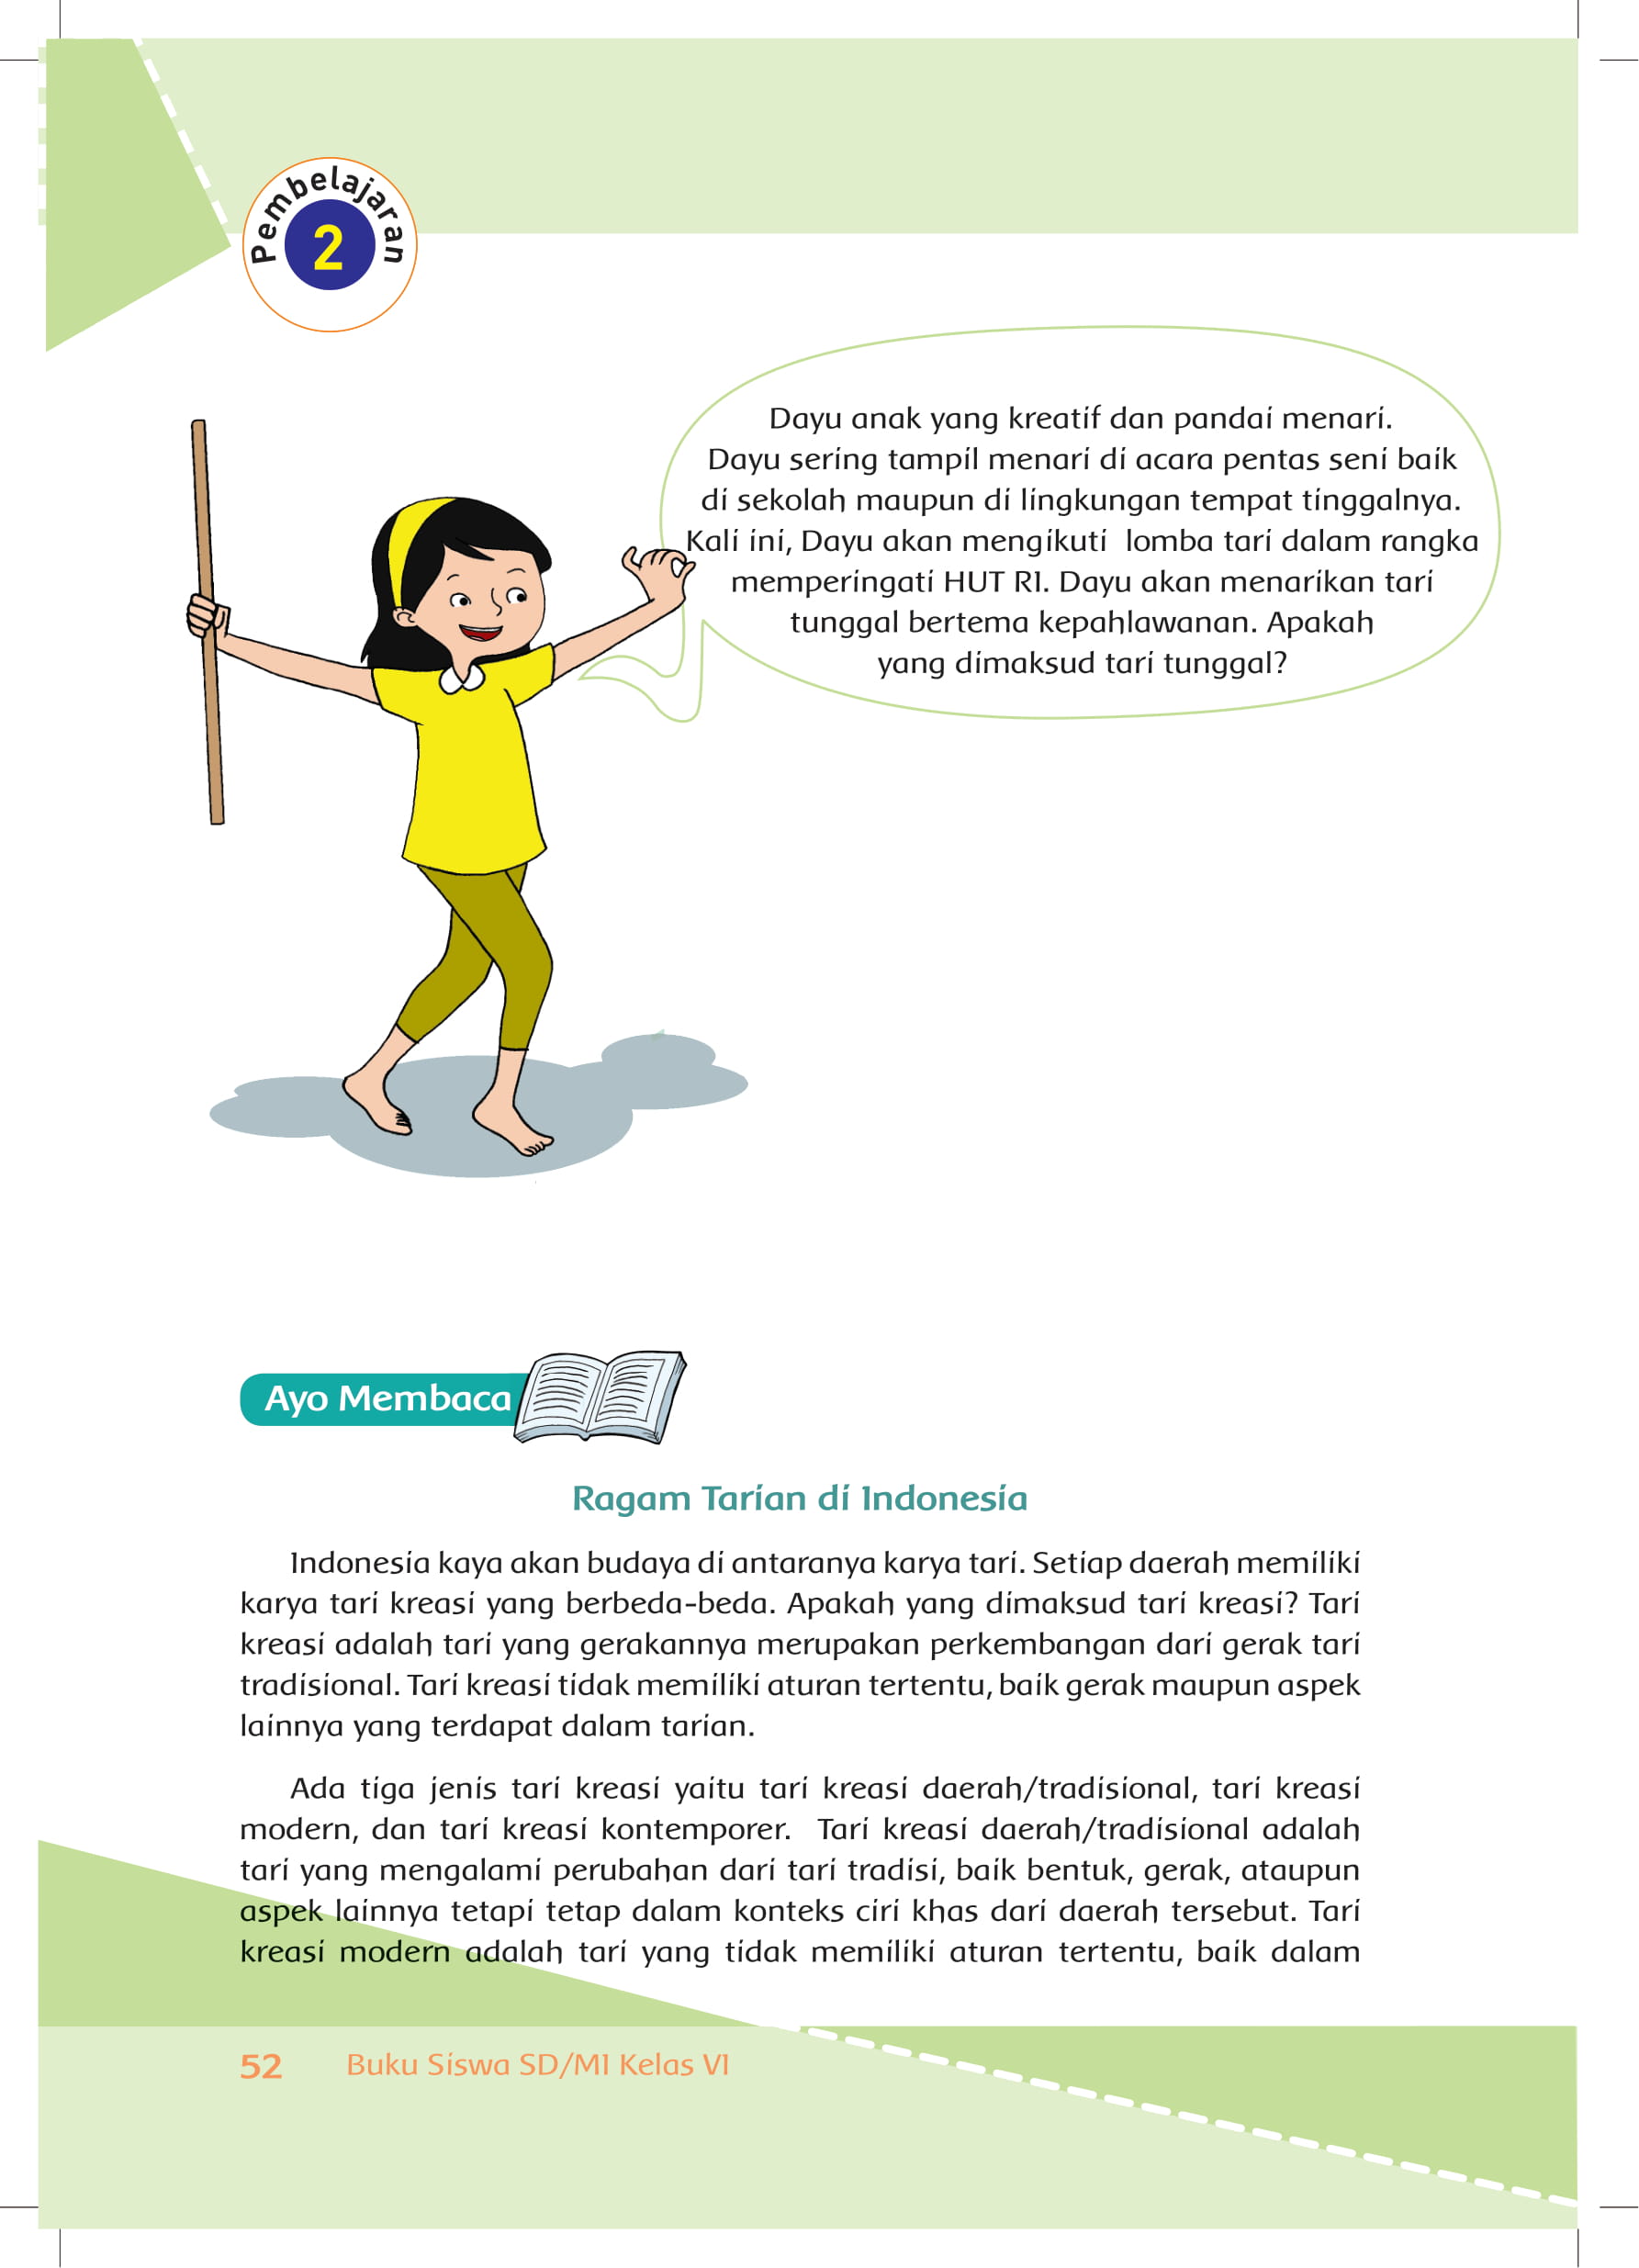 Pembelajaran
2
Dayu anak yang kreatif dan pandai menari.
Dayu sering tampil menari di acara pentas seni baik
di sekolah maupun di lingkungan tempat tinggalnya.
Kali ini, Dayu akan mengikuti  lomba tari dalam rangka
memperingati HUT RI. Dayu akan menarikan tari
tunggal bertema kepahlawanan. Apakah
yang dimaksud tari tunggal?
Ayo Membaca
Ragam Tarian di Indonesia
Indonesia kaya akan budaya di antaranya karya tari. Setiap daerah memiliki
karya tari kreasi yang berbeda-beda. Apakah yang dimaksud tari kreasi? Tari
kreasi adalah tari yang gerakannya merupakan perkembangan dari gerak tari
tradisional. Tari kreasi tidak memiliki aturan tertentu, baik gerak maupun aspek
lainnya yang terdapat dalam tarian.
Ada tiga jenis tari kreasi yaitu tari kreasi daerah/tradisional, tari kreasi
modern, dan tari kreasi kontemporer.  Tari kreasi daerah/tradisional adalah
tari yang mengalami perubahan dari tari tradisi, baik bentuk, gerak, ataupun
aspek lainnya tetapi tetap dalam konteks ciri khas dari daerah tersebut. Tari
kreasi modern adalah tari yang tidak memiliki aturan tertentu, baik dalam
52 Buku Siswa SD/MI Kelas VI